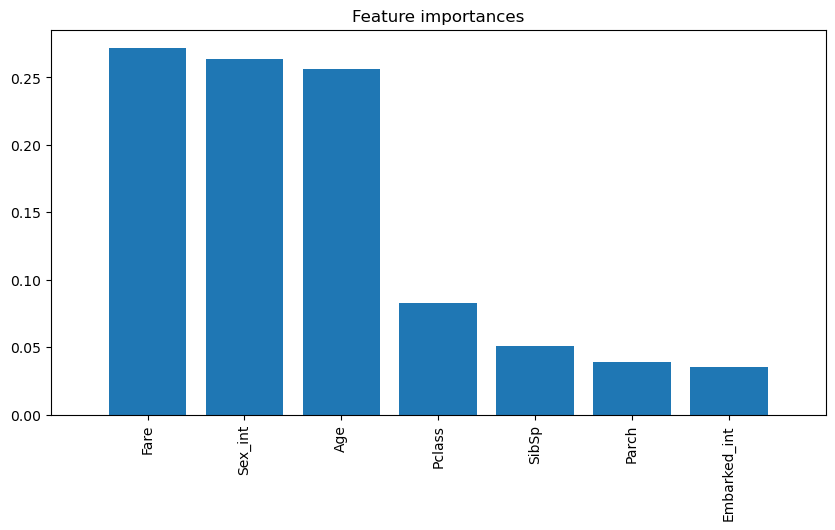 Feature importances
0.25
0.20
0.15
0.10
0.05
0.00
Fare
Sex_int
Age
Pclass
SibSp
Parch
Embarked_int